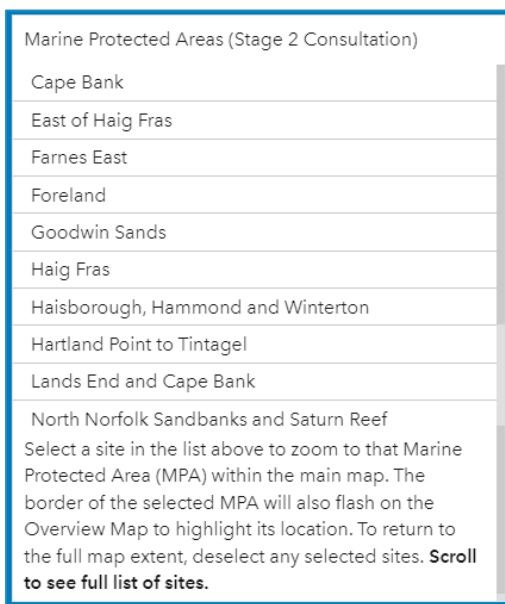 Marine Protected Areas (Stage 2 Consultation)
Cape Bank
East of Haig Fras
Farnes East
Foreland
Goodwin Sands
Haig Fras
Haisborough, Hammond and Winterton
Hartland Point to Tintagel
Lands End and Cape Bank
North Norfolk Sandbanks and Saturn Reef
Select a site in the list above to zoom to that Marine
Protected Area (MPA) within the main map. The
border of the selected MPA will also flash on the
Overview Map to highlight its location. To return to
the full map extent, deselect any selected sites. Scroll
to see full list of sites.